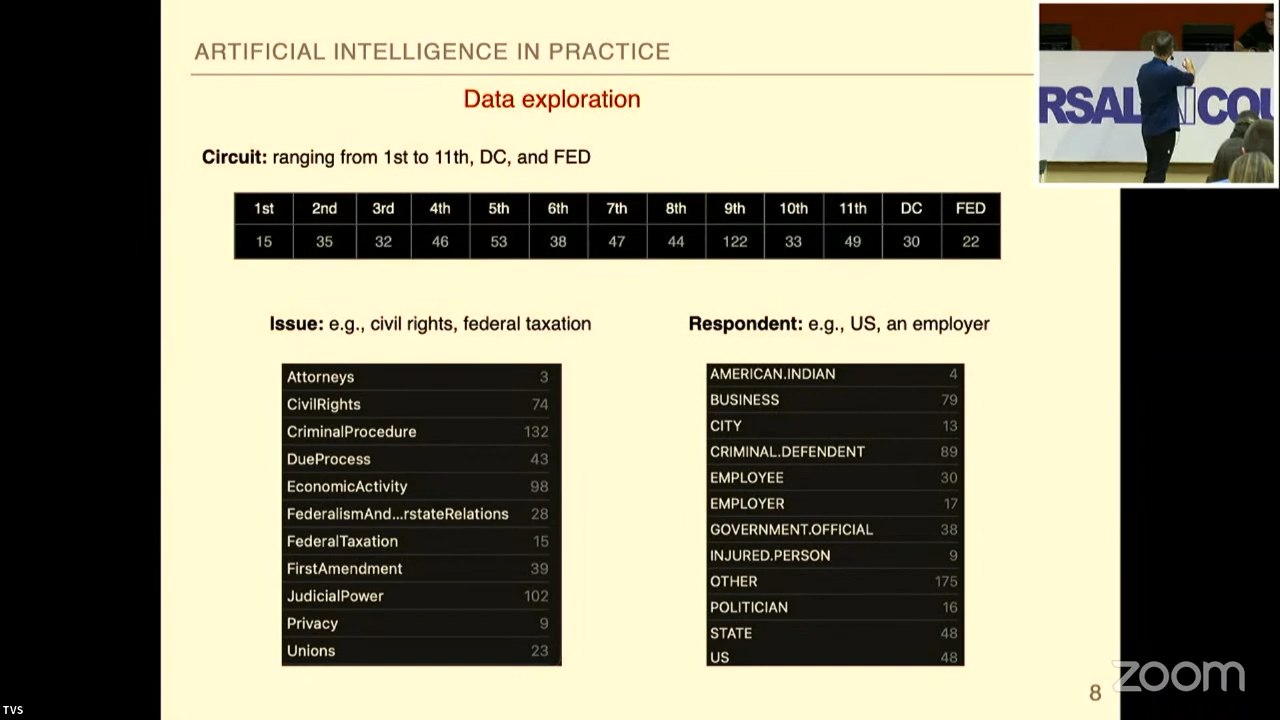 ARTIFICIAL INTELLIGENCE IN PRACTICE
Data exploration
Circuit: ranging from 1st to 11th, DC, and FED
1st 2nd 3rd 4th 5th 6th 7th 8th 9th 10th 11th DC FED
15 35 32 46 53 38 47 44 122 33 49 30 22
Issue: e.g., civil rights, federal taxation
Attorneys 3
CivilRights 74
CriminalProcedure 132
DueProcess 43
EconomicActivity 98
FederalismAnd...rstateRelations 28
FederalTaxation 15
FirstAmendment 39
JudicialPower 102
Privacy 9
Unions 23
Respondent: e.g., US, an employer
AMERICAN.INDIAN 4
BUSINESS 79
CITY 13
CRIMINAL.DEFENDENT 89
EMPLOYEE 30
EMPLOYER 17
GOVERNMENT.OFFICIAL 38
INJURED.PERSON 9
OTHER 175
POLITICIAN 16
STATE 48
US 48
8
zoom
TVS